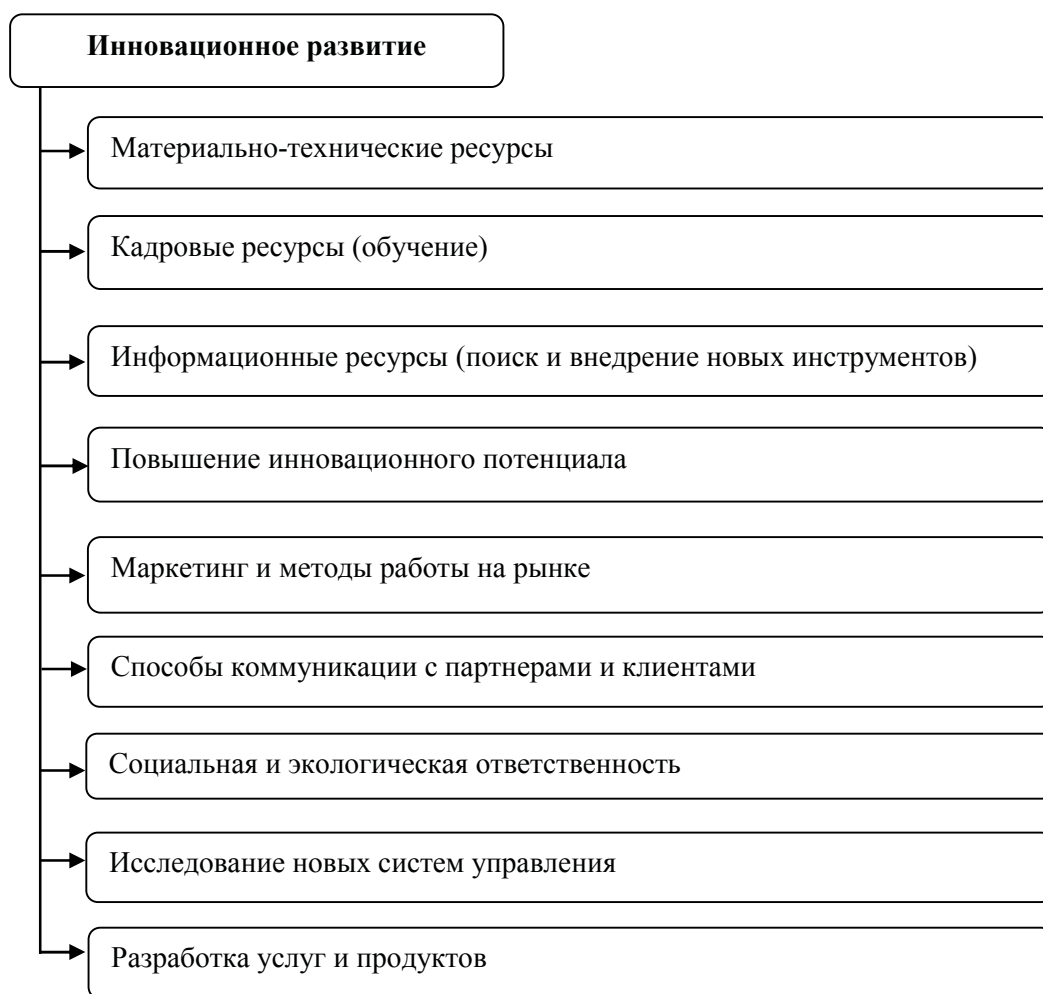 Инновационное развитие
Материально-технические ресурсы
Кадровые ресурсы (обучение)
Информационные ресурсы (поиск и внедрение новых инструментов)
Повышение инновационного потенциала
Маркетинг и методы работы на рынке
Способы коммуникации с партнерами и клиентами
Социальная и экологическая ответственность
Исследование новых систем управления
Разработка услуг и продуктов